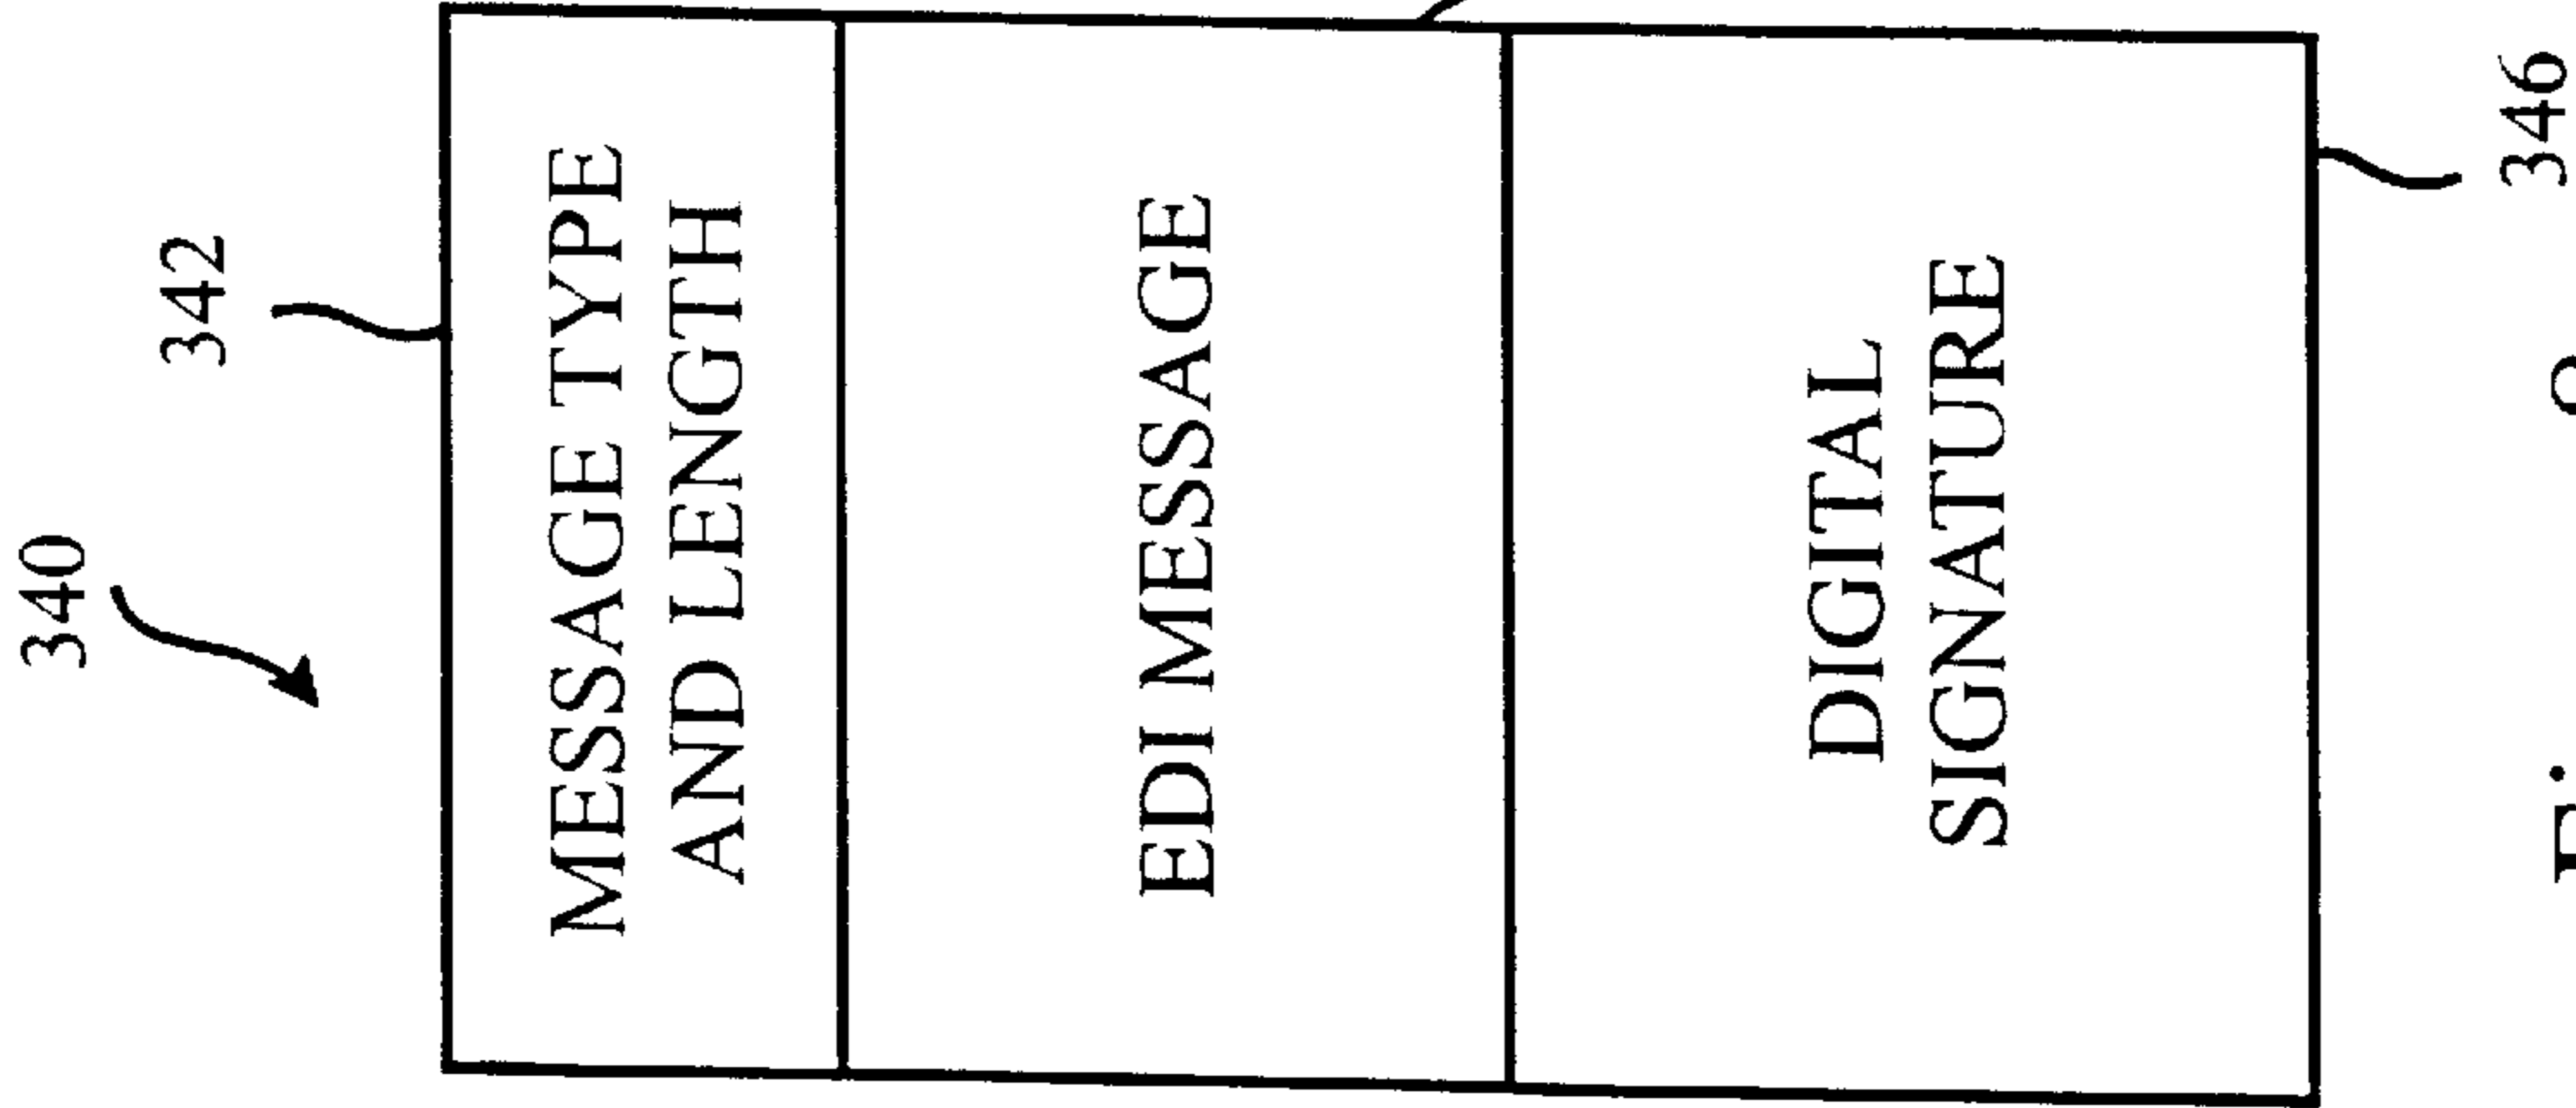 340
342
MESSAGE TYPE
AND LENGTH
EDI MESSAGE
DIGITAL
SIGNATURE
346